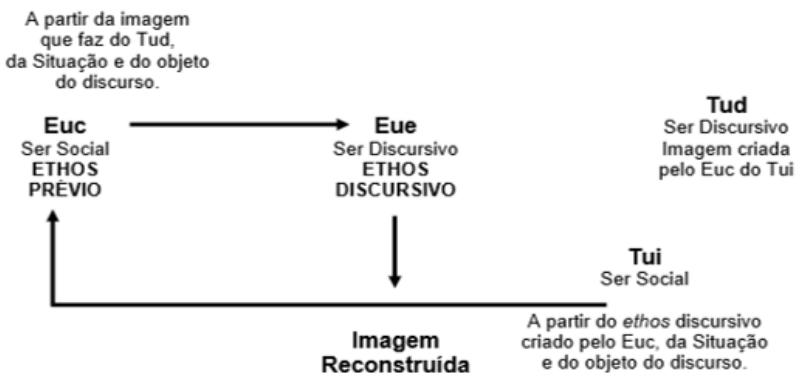 A partir da imagem
que faz do Tud,
da Situação e do objeto
do discurso.
Euc
Ser Social
ETHOS
PRÉVIO
Eue
Ser Discursivo
ETHOS
DISCURSIVO
Tud
Ser Discursivo
Imagem criada
pelo Euc do Tui
Tui
Ser Social
A partir do ethos discursivo
criado pelo Euc, da Situação
e do objeto do discurso.
Imagem
Reconstruída